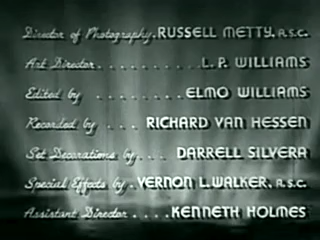 Director of Photography. RUSSELL METTY, A.S.C.
Art Director . . . . . . . . . . L. P. WILLIAMS
Edited by . . . . ELMO WILLIAMS
Recorded by . . . . RICHARD VAN HESSEN
Set Decorations by . . . DARRELL SILVERA
Special Effects by . VERNON L. WALKER, A.S.C.
Assistant Director . . . . KENNETH HOLMES